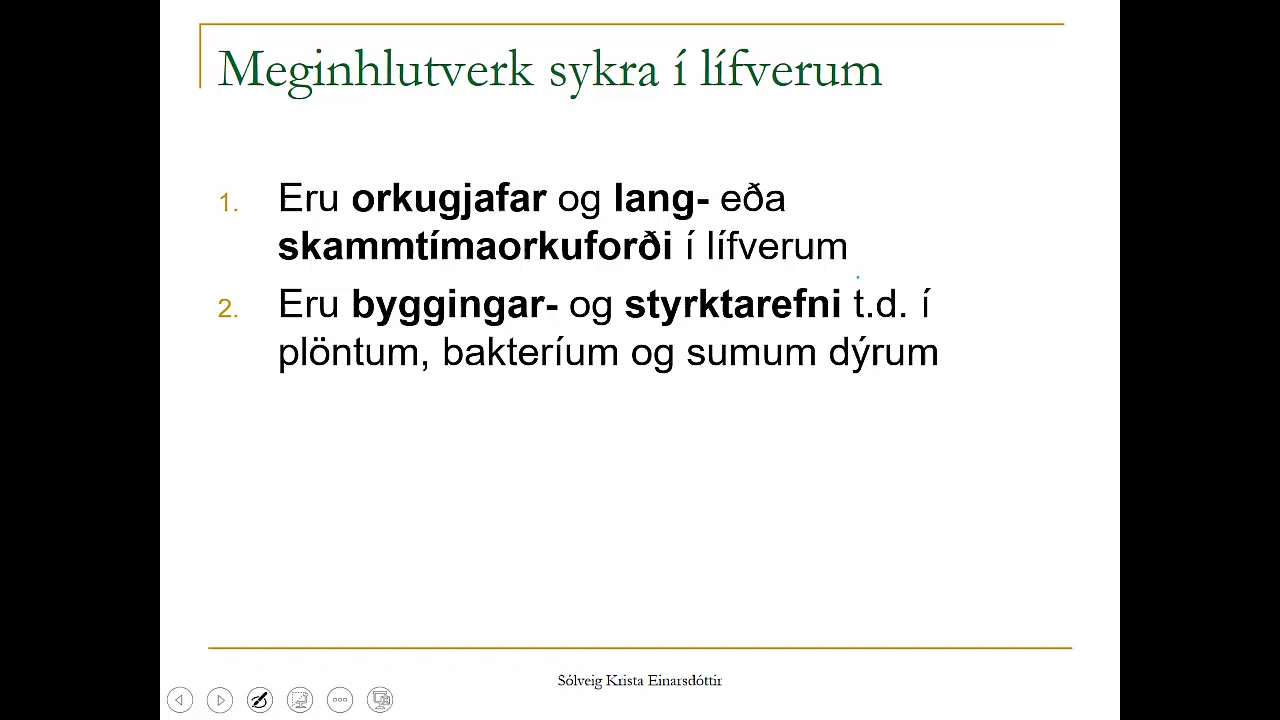 Meginhlutverk sykra í lífverum
1. Eru orkugjafar og lang- eða
skammtímaorkuforði í lífverum
2. Eru byggingar- og styrktarefni t.d. í
plöntum, bakteríum og sumum dýrum
Sólveig Krista Einarsdóttir